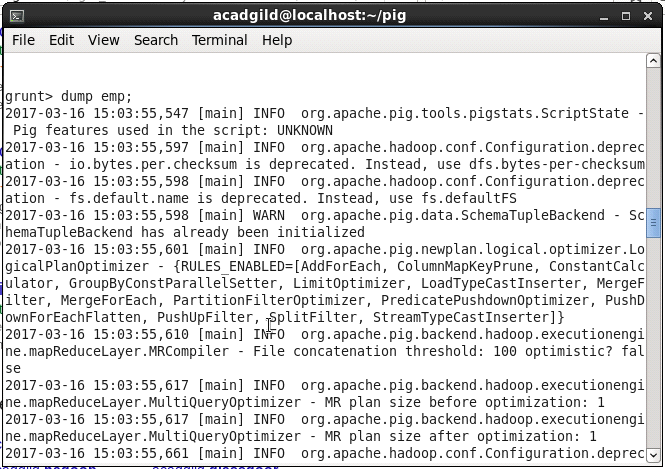 acadgild@localhost:~/pig
File Edit View Search Terminal Help
grunt> dump emp;
2017-03-16 15:03:55,547 [main] INFO  org.apache.pig.tools.pigstats.ScriptState -
 Pig features used in the script: UNKNOWN
2017-03-16 15:03:55,597 [main] INFO  org.apache.hadoop.conf.Configuration.deprec
ation - io.bytes.per.checksum is deprecated. Instead, use dfs.bytes-per-checksum
2017-03-16 15:03:55,598 [main] INFO  org.apache.hadoop.conf.Configuration.deprec
ation - fs.default.name is deprecated. Instead, use fs.defaultFS
2017-03-16 15:03:55,598 [main] WARN  org.apache.pig.data.SchemaTupleBackend - Sc
hemaTupleBackend has already been initialized
2017-03-16 15:03:55,601 [main] INFO  org.apache.pig.newplan.logical.optimizer.Lo
gicalPlanOptimizer - {RULES_ENABLED=[AddForEach, ColumnMapKeyPrune, ConstantCalc
ulator, GroupByConstParallelSetter, LimitOptimizer, LoadTypeCastInserter, MergeF
ilter, MergeForEach, PartitionFilterOptimizer, PredicatePushdownOptimizer, PushD
ownForEachFlatten, PushUpFilter, SplitFilter, StreamTypeCastInserter]}
2017-03-16 15:03:55,610 [main] INFO  org.apache.pig.backend.hadoop.executionengi
ne.mapReduceLayer.MRCompiler - File concatenation threshold: 100 optimistic? fal
se
2017-03-16 15:03:55,617 [main] INFO  org.apache.pig.backend.hadoop.executionengi
ne.mapReduceLayer.MultiQueryOptimizer - MR plan size before optimization: 1
2017-03-16 15:03:55,617 [main] INFO  org.apache.pig.backend.hadoop.executionengi
ne.mapReduceLayer.MultiQueryOptimizer - MR plan size after optimization: 1
2017-03-16 15:03:55,661 [main] INFO  org.apache.hadoop.conf.Configuration.deprec